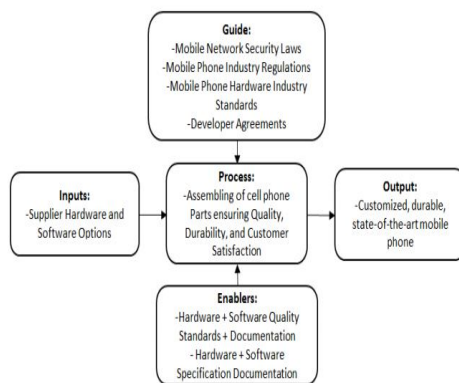 Guide:
-Mobile Network Security Laws
-Mobile Phone Industry Regulations
-Mobile Phone Hardware Industry
Standards
-Developer Agreements
Inputs:
-Supplier Hardware and
Software Options
Process:
-Assembling of cell phone
Parts ensuring Quality,
Durability, and Customer
Satisfaction
Output:
-Customized, durable,
state-of-the-art mobile
phone
Enablers:
-Hardware + Software Quality
Standards + Documentation
- Hardware + Software
Specification Documentation